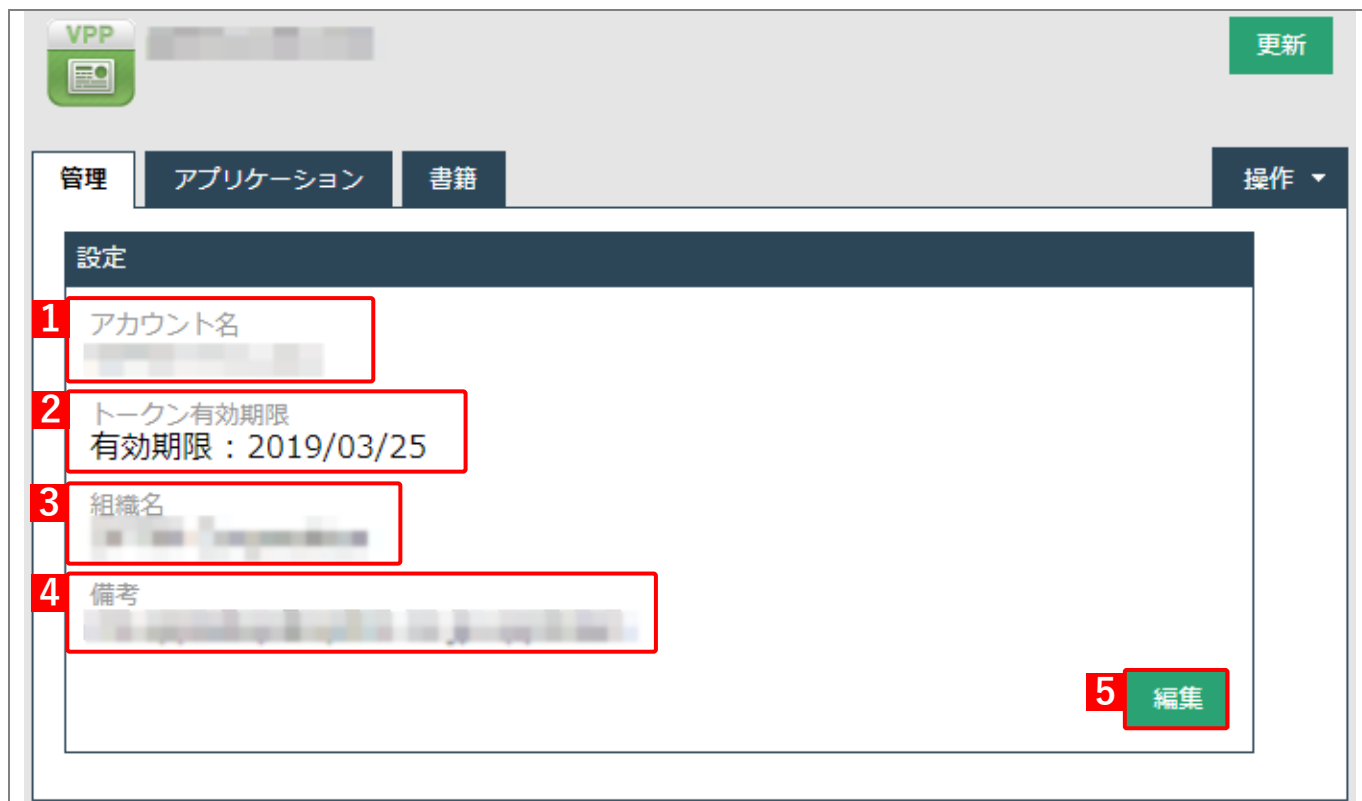 VPP
更新
管理
アプリケーション
書籍
操作
設定
1
アカウント名
2
トークン有効期限
有効期限：2019/03/25
3
組織名
4
備考
5
編集